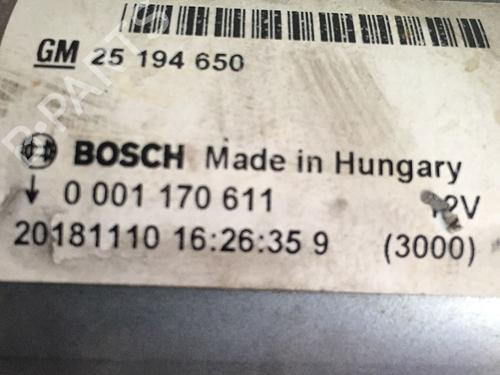 GM 25 194 650
B-PARTS
BOSCH Made in Hungary
↓ 0 001 170 611 12V
20181110 16:26:35 9 (3000)